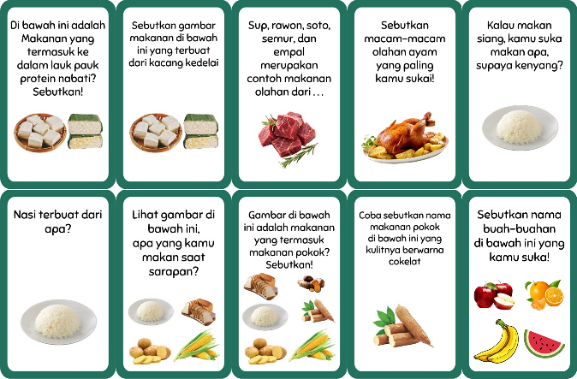 Di bawah ini adalah
Makanan yang
termasuk ke
dalam lauk pauk
protein nabati?
Sebutkan!
Sebutkan gambar
makanan di bawah
ini yang terbuat
dari kacang kedelai
Sup, rawon, soto,
semur, dan
empal
merupakan
contoh makanan
olahan dari...
Sebutkan
macam-macam
olahan ayam
yang paling
kamu sukai!
Kalau makan
siang, kamu suka
makan apa,
supaya kenyang?
Nasi terbuat dari
apa?
Lihat gambar di
bawah ini,
apa yang kamu
makan saat
sarapan?
Gambar di bawah
ini adalah makanan
yang termasuk
makanan pokok?
Sebutkan!
Coba sebutkan nama
makanan pokok
di bawah ini yang
kulitnya berwarna
cokelat
Sebutkan nama
buah-buahan
di bawah ini yang
kamu suka!